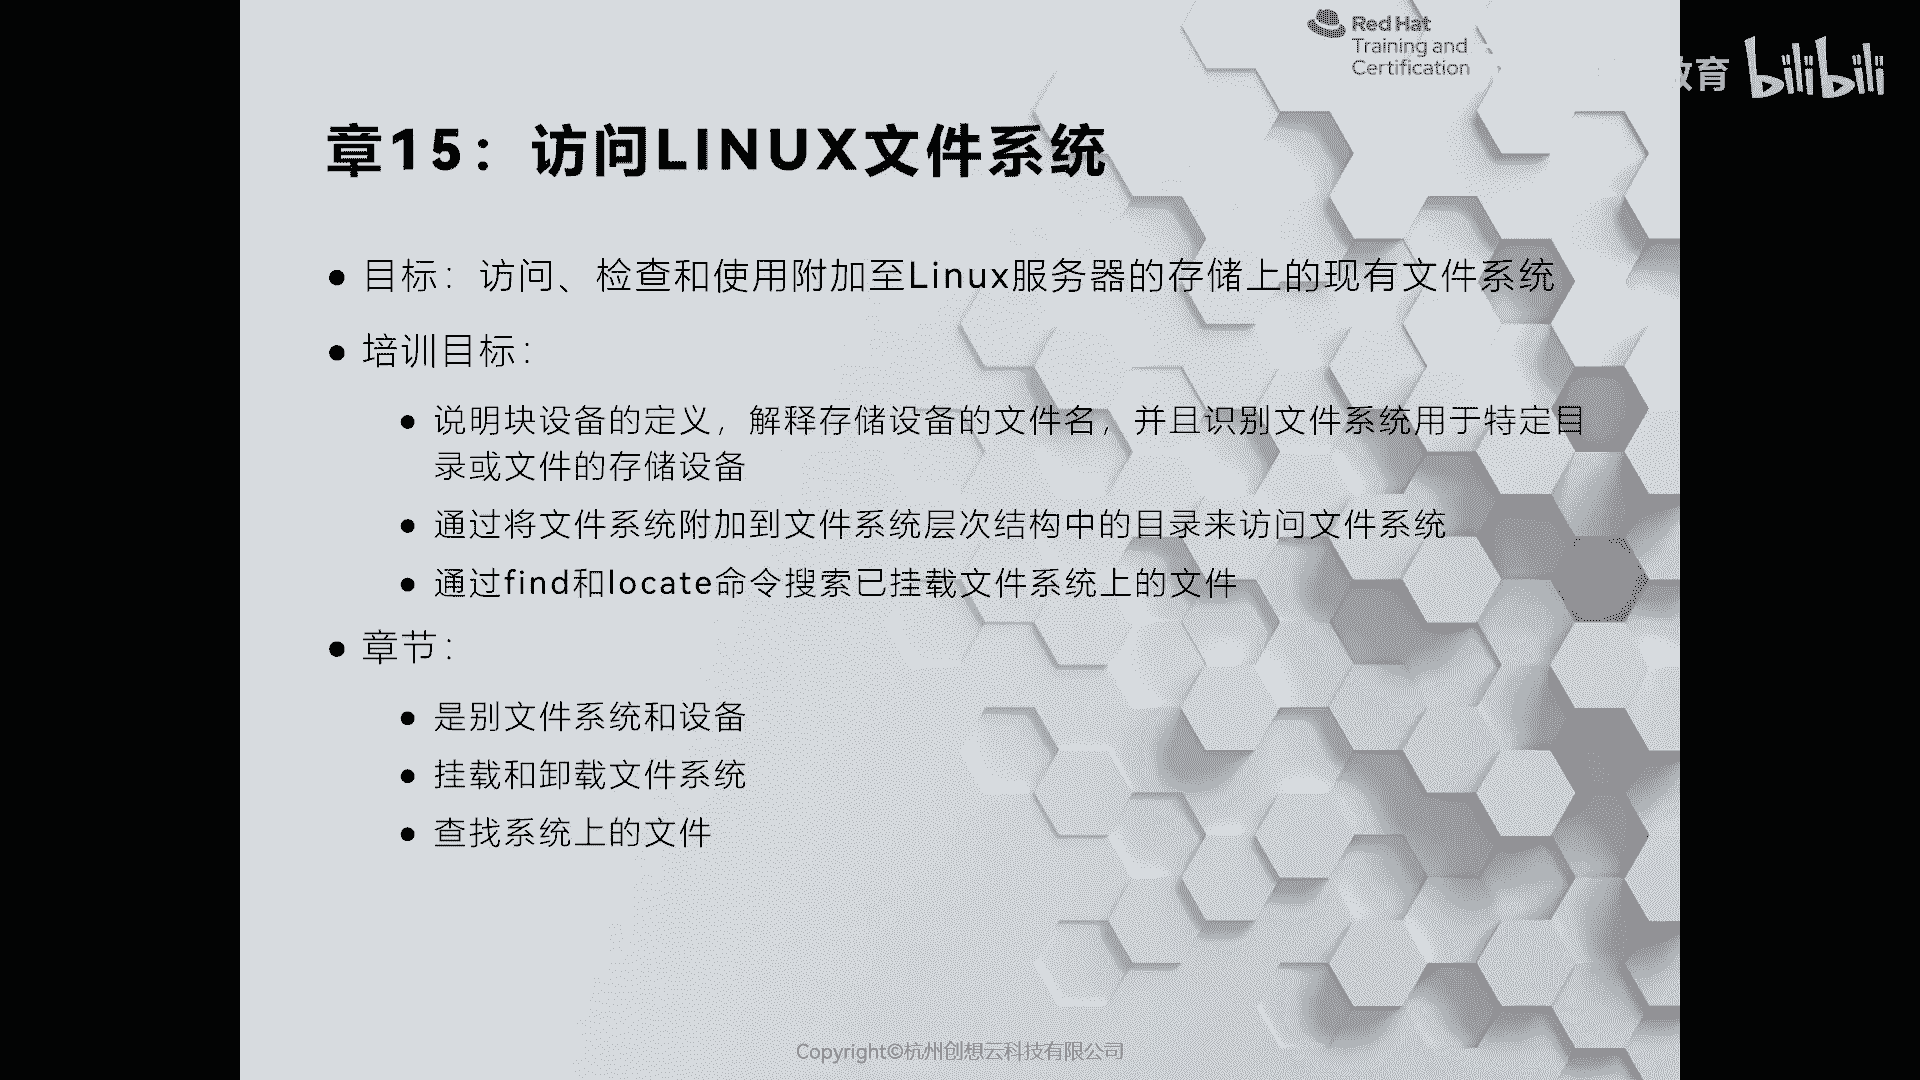 Red Hat
Training and
Certification
教育 bilibili
章15：访问LINUX文件系统
● 目标：访问、检查和使用附加至Linux服务器的存储上的现有文件系统
● 培训目标：
● 说明块设备的定义，解释存储设备的文件名，并且识别文件系统用于特定目
录或文件的存储设备
● 通过将文件系统附加到文件系统层次结构中的目录来访问文件系统
● 通过find和locate命令搜索已挂载文件系统上的文件
● 章节：
● 是别文件系统和设备
● 挂载和卸载文件系统
● 查找系统上的文件
Copyright©杭州创想云科技有限公司